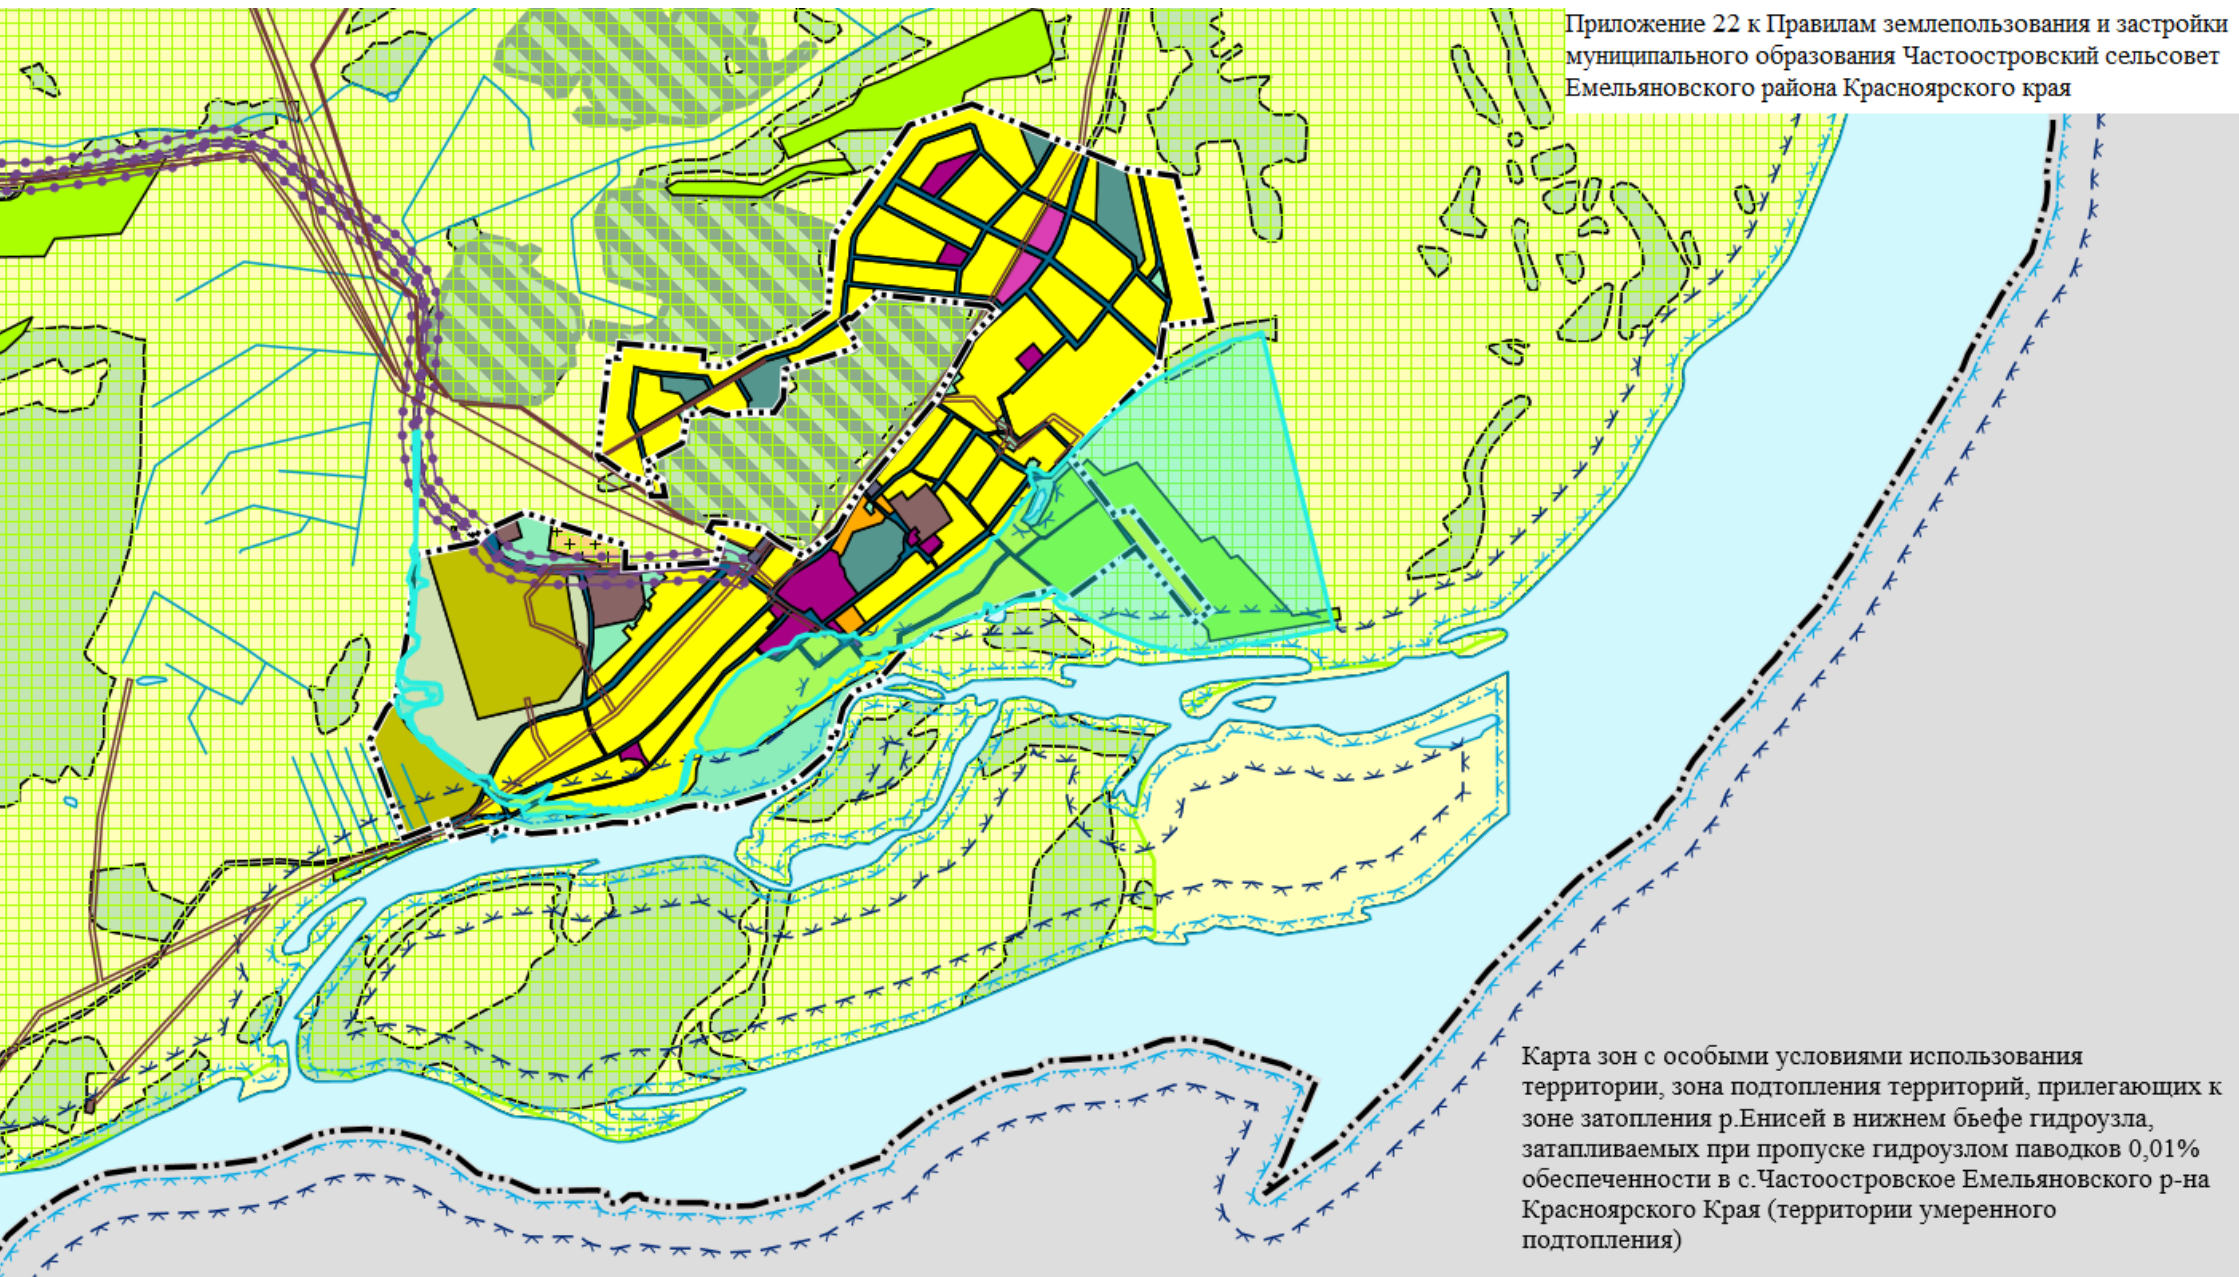 Приложение 22 к Правилам землепользования и застройки
муниципального образования Частоостровский сельсовет
Емельяновского района Красноярского края
Карта зон с особыми условиями использования
территории, зона подтопления территорий, прилегающих к
зоне затопления р.Енисей в нижнем бьефе гидроузла,
затапливаемых при пропуске гидроузлом паводков 0,01%
обеспеченности в с.Частоостровское Емельяновского р-на
Красноярского Края (территории умеренного
подтопления)